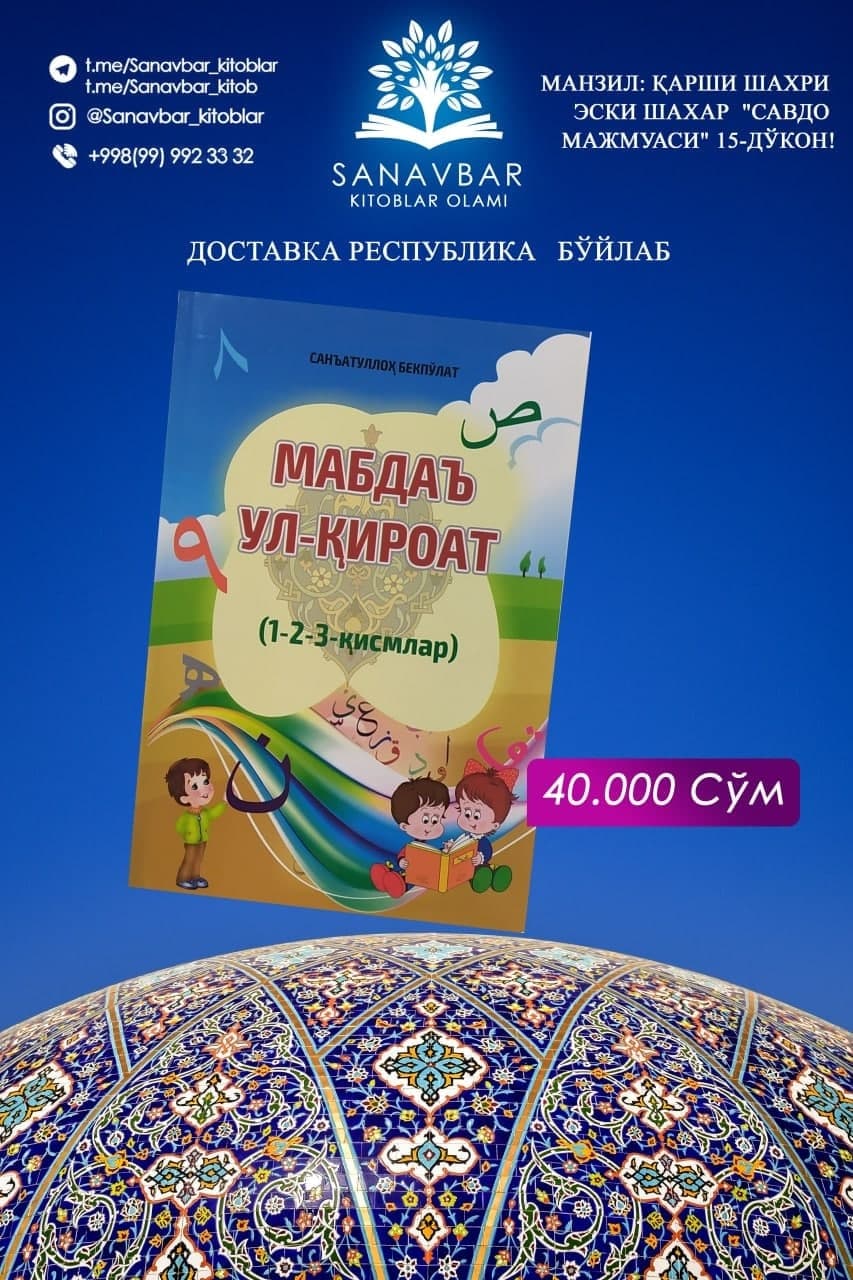 t.me/Sanavbar_kitoblar
t.me/Sanavbar_kitob
@Sanavbar_kitoblar
+998(99) 992 33 32
SANAVBAR
KITOBLAR OLAMI
МАНЗИЛ: ҚАРШИ ШАХРИ
ЭСКИ ШАХАР "САВДО
МАЖМУАСИ" 15-ДЎКОН!
ДОСТАВКА РЕСПУБЛИКА БЎЙЛАБ
САНЪАТУЛЛОҲ БЕКПЎЛАТ
ص
МАБДАЪ
УЛ-ҚИРОАТ
(1-2-3-қисмлар)
ن
40.000 Сўм